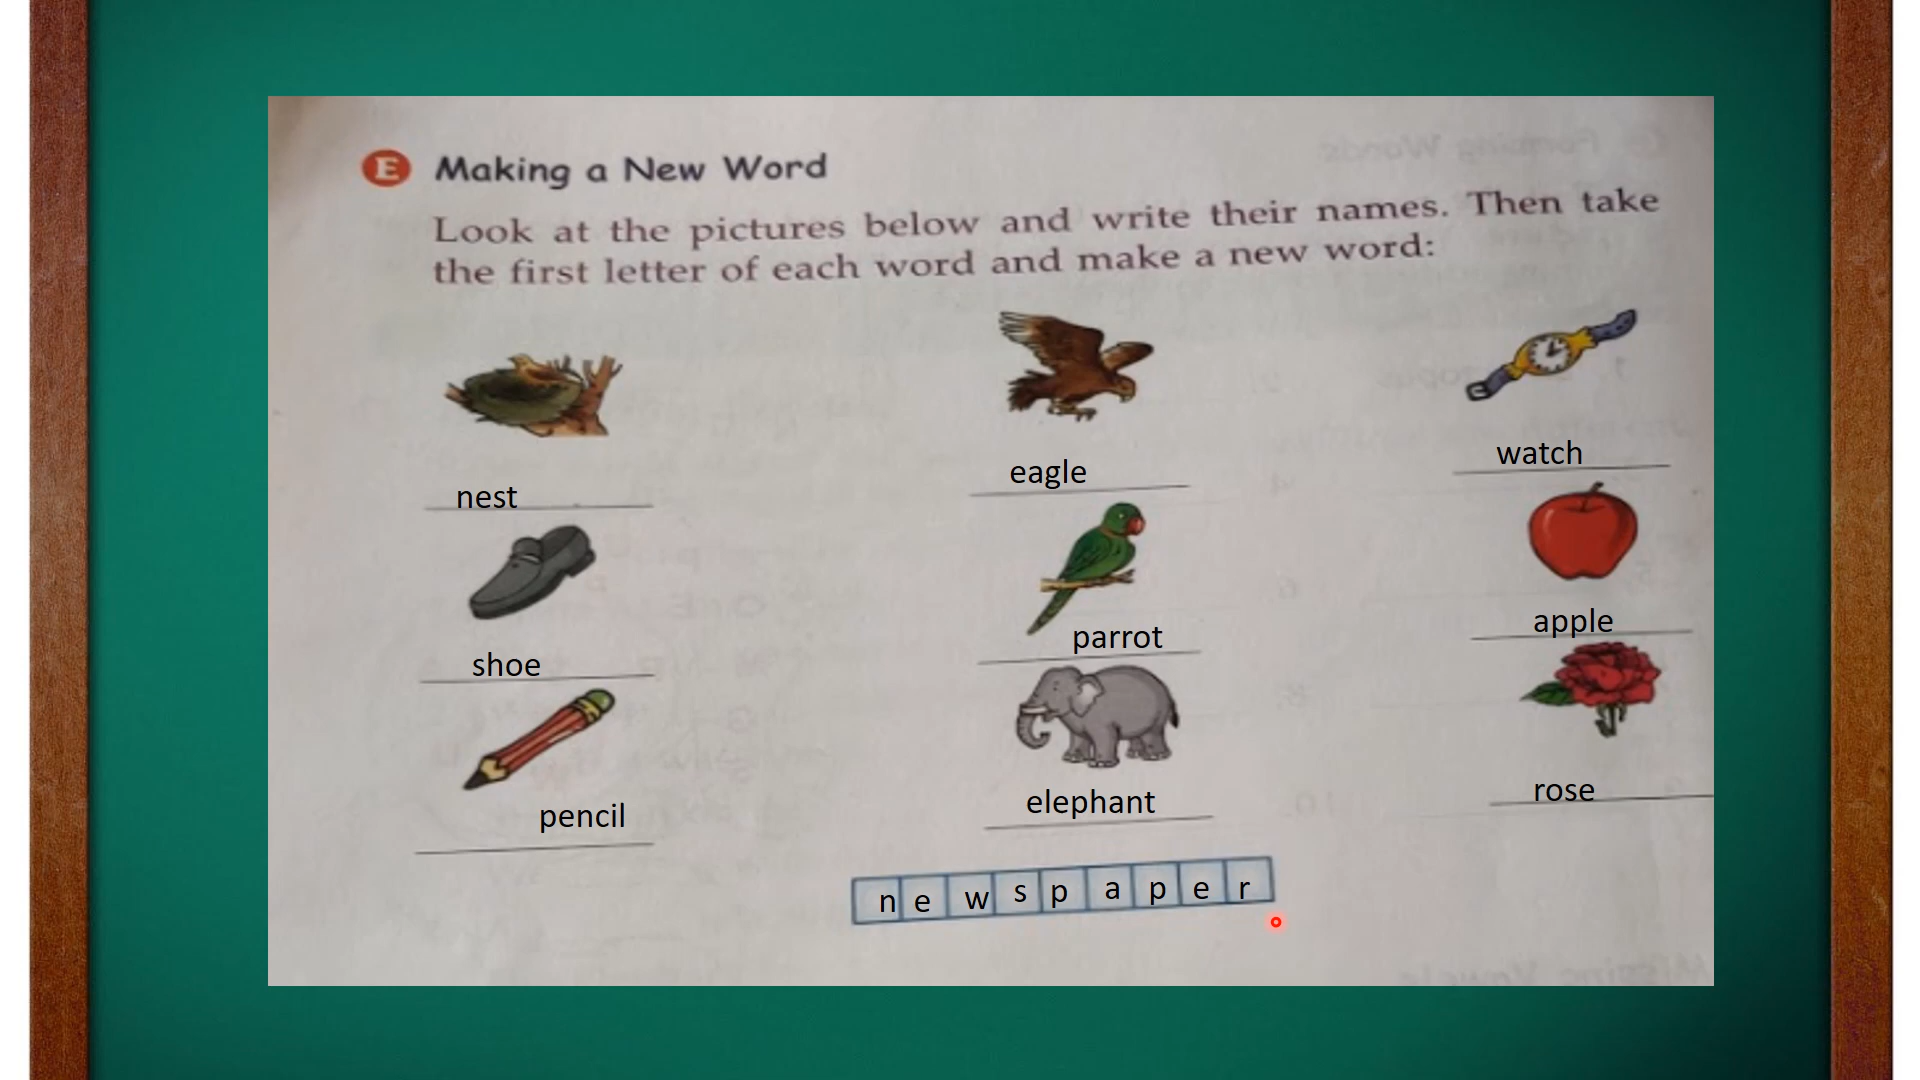 E Making a New Word
Look at the pictures below and write their names. Then take
the first letter of each word and make a new word:
nest eagle watch
shoe parrot apple
pencil elephant rose
n e w s p a p e r